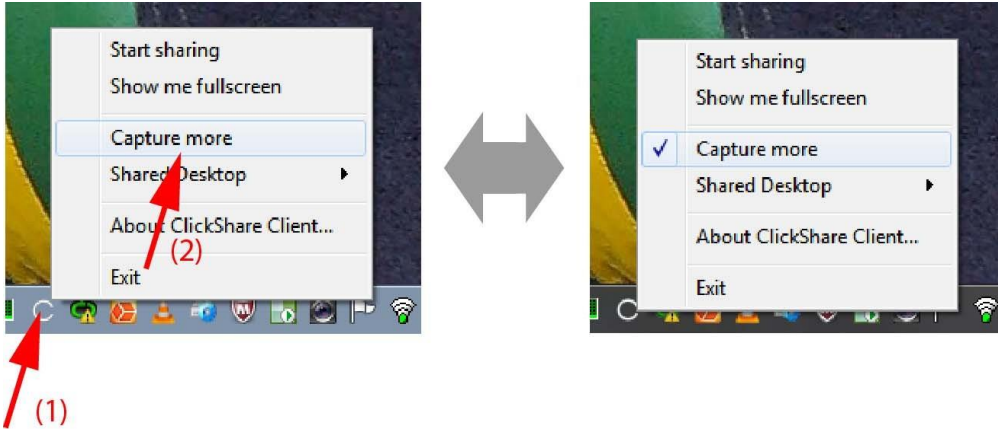 Start sharing
Show me fullscreen
Capture more
Shared Desktop
About ClickShare Client...
Exit
(2)
(1)
Start sharing
Show me fullscreen
Capture more
Shared Desktop
About ClickShare Client...
Exit